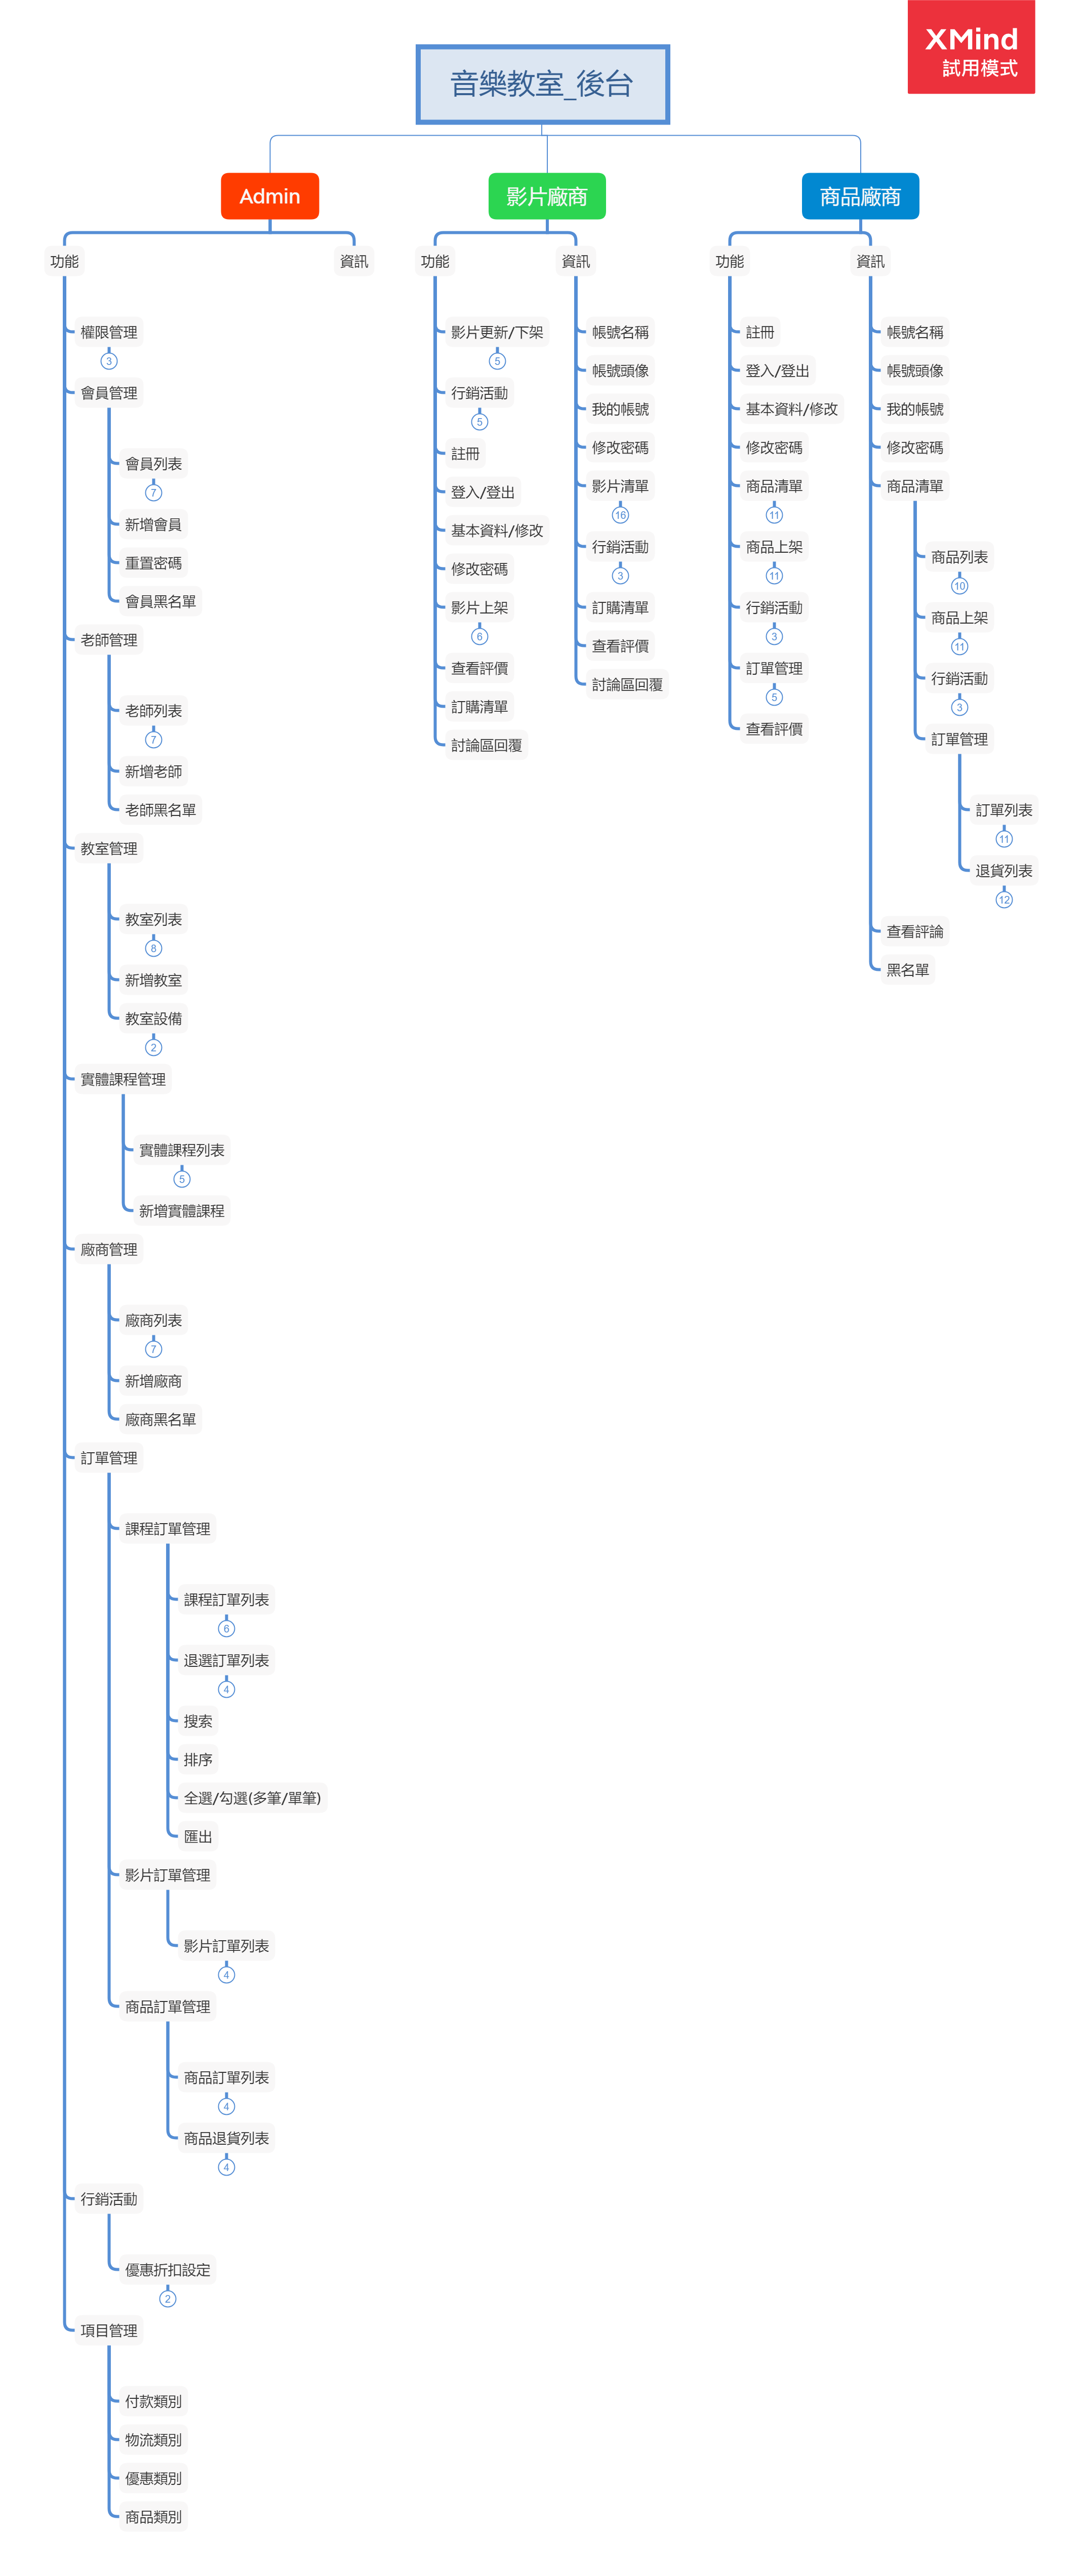 XMind
試用模式
音樂教室_後台
Admin
功能
權限管理
3
會員管理
會員列表
7
新增會員
重置密碼
會員黑名單
老師管理
老師列表
7
新增老師
老師黑名單
教室管理
教室列表
8
新增教室
教室設備
2
實體課程管理
實體課程列表
5
新增實體課程
廠商管理
廠商列表
7
新增廠商
廠商黑名單
訂單管理
課程訂單管理
課程訂單列表
6
退選訂單列表
4
搜索
排序
全選/勾選(多筆/單筆)
匯出
影片訂單管理
影片訂單列表
4
商品訂單管理
商品訂單列表
4
商品退貨列表
4
行銷活動
優惠折扣設定
2
項目管理
付款類別
物流類別
優惠類別
商品類別
資訊
影片廠商
功能
影片更新/下架
5
行銷活動
5
註冊
登入/登出
基本資料/修改
修改密碼
影片上架
6
查看評價
訂購清單
討論區回覆
資訊
帳號名稱
帳號頭像
我的帳號
修改密碼
影片清單
16
行銷活動
3
訂購清單
查看評價
討論區回覆
商品廠商
功能
註冊
登入/登出
基本資料/修改
修改密碼
商品清單
11
商品上架
11
行銷活動
3
訂單管理
5
查看評價
資訊
帳號名稱
帳號頭像
我的帳號
修改密碼
商品清單
商品列表
10
商品上架
11
行銷活動
3
訂單管理
訂單列表
11
退貨列表
12
查看評論
黑名單